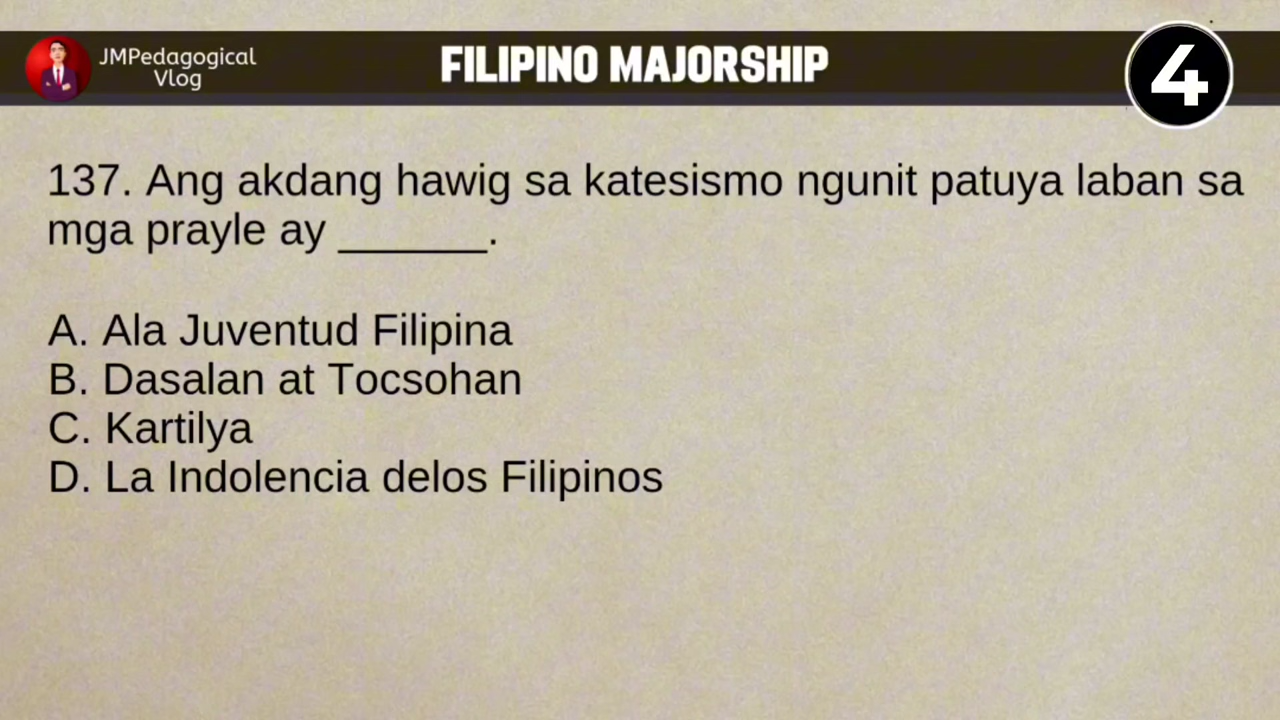 JMPedagogical
Vlog
FILIPINO MAJORSHIP
4
137. Ang akdang hawig sa katesismo ngunit patuya laban sa
mga prayle ay ______.
A. Ala Juventud Filipina
B. Dasalan at Tocsohan
C. Kartilya
D. La Indolencia delos Filipinos